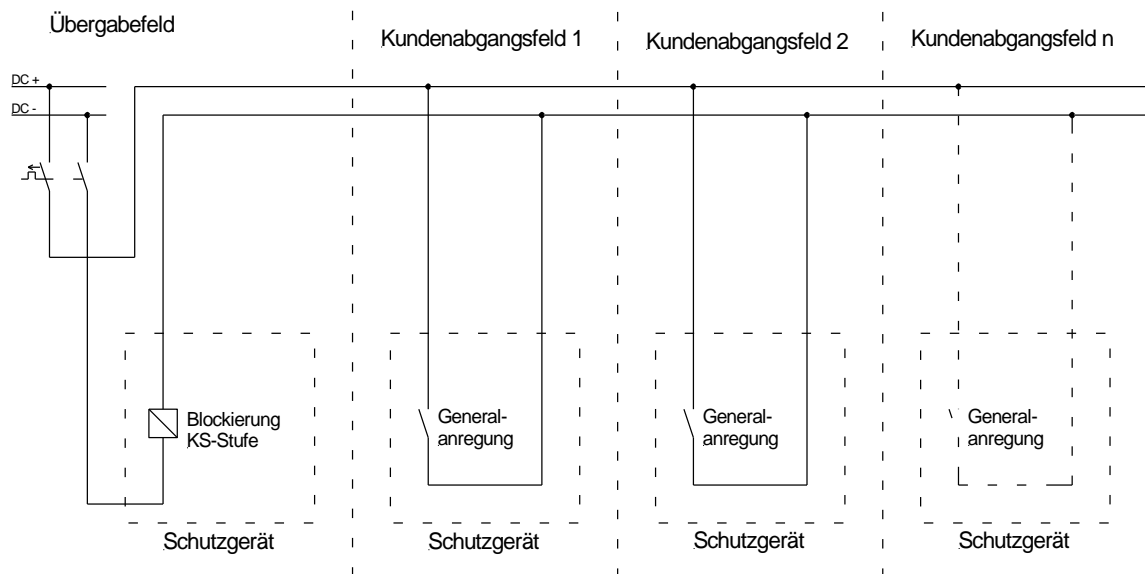 Übergabefeld
Kundenabgangsfeld 1
Kundenabgangsfeld 2
Kundenabgangsfeld n
DC +
DC -
Blockierung
KS-Stufe
General-
anregung
General-
anregung
General-
anregung
Schutzgerät
Schutzgerät
Schutzgerät
Schutzgerät